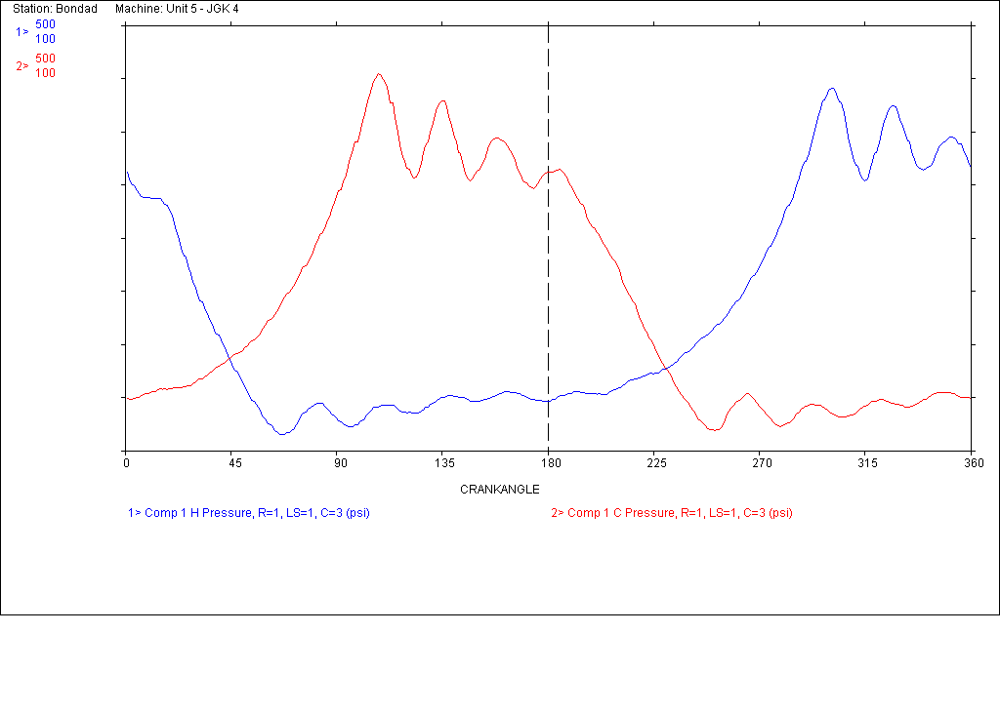 Station: Bondad Machine: Unit 5 - JGK 4
500
1>
100
500
2>
100
0 45 90 135 180 225 270 315 360
CRANKANGLE
1> Comp 1 H Pressure, R=1, LS=1, C=3 (psi) 2> Comp 1 C Pressure, R=1, LS=1, C=3 (psi)